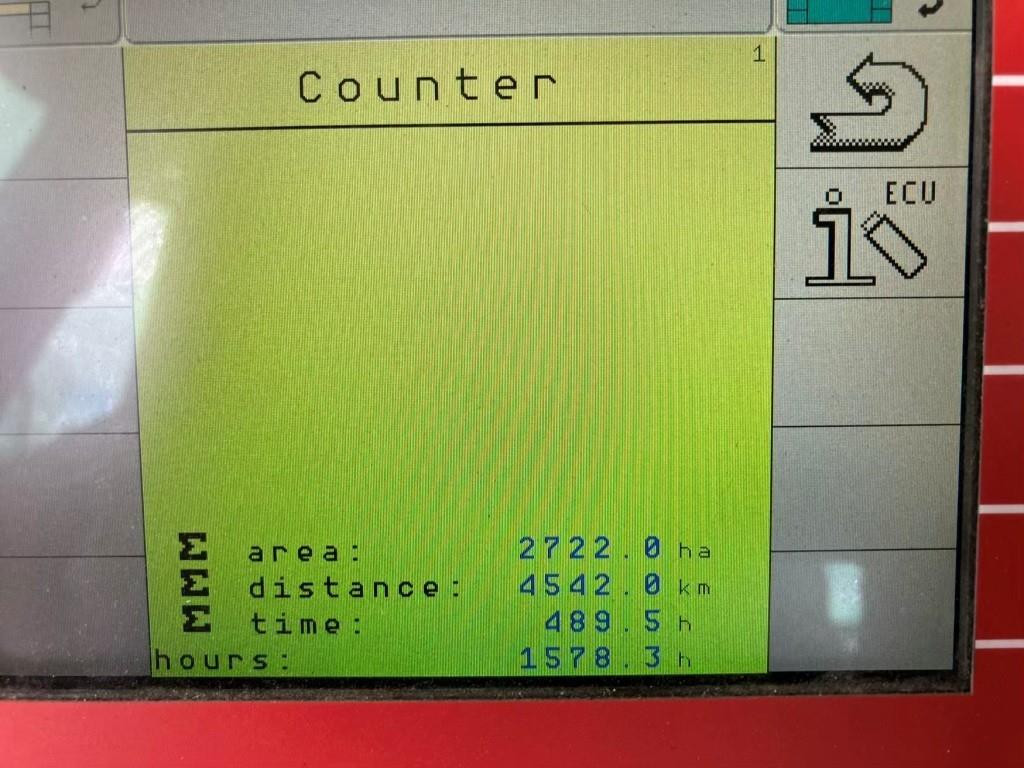 1
Counter
ECU
i
Σ area: 2722.0 ha
Σ distance: 4542.0 km
Σ time: 489.5 h
hours: 1578.3 h